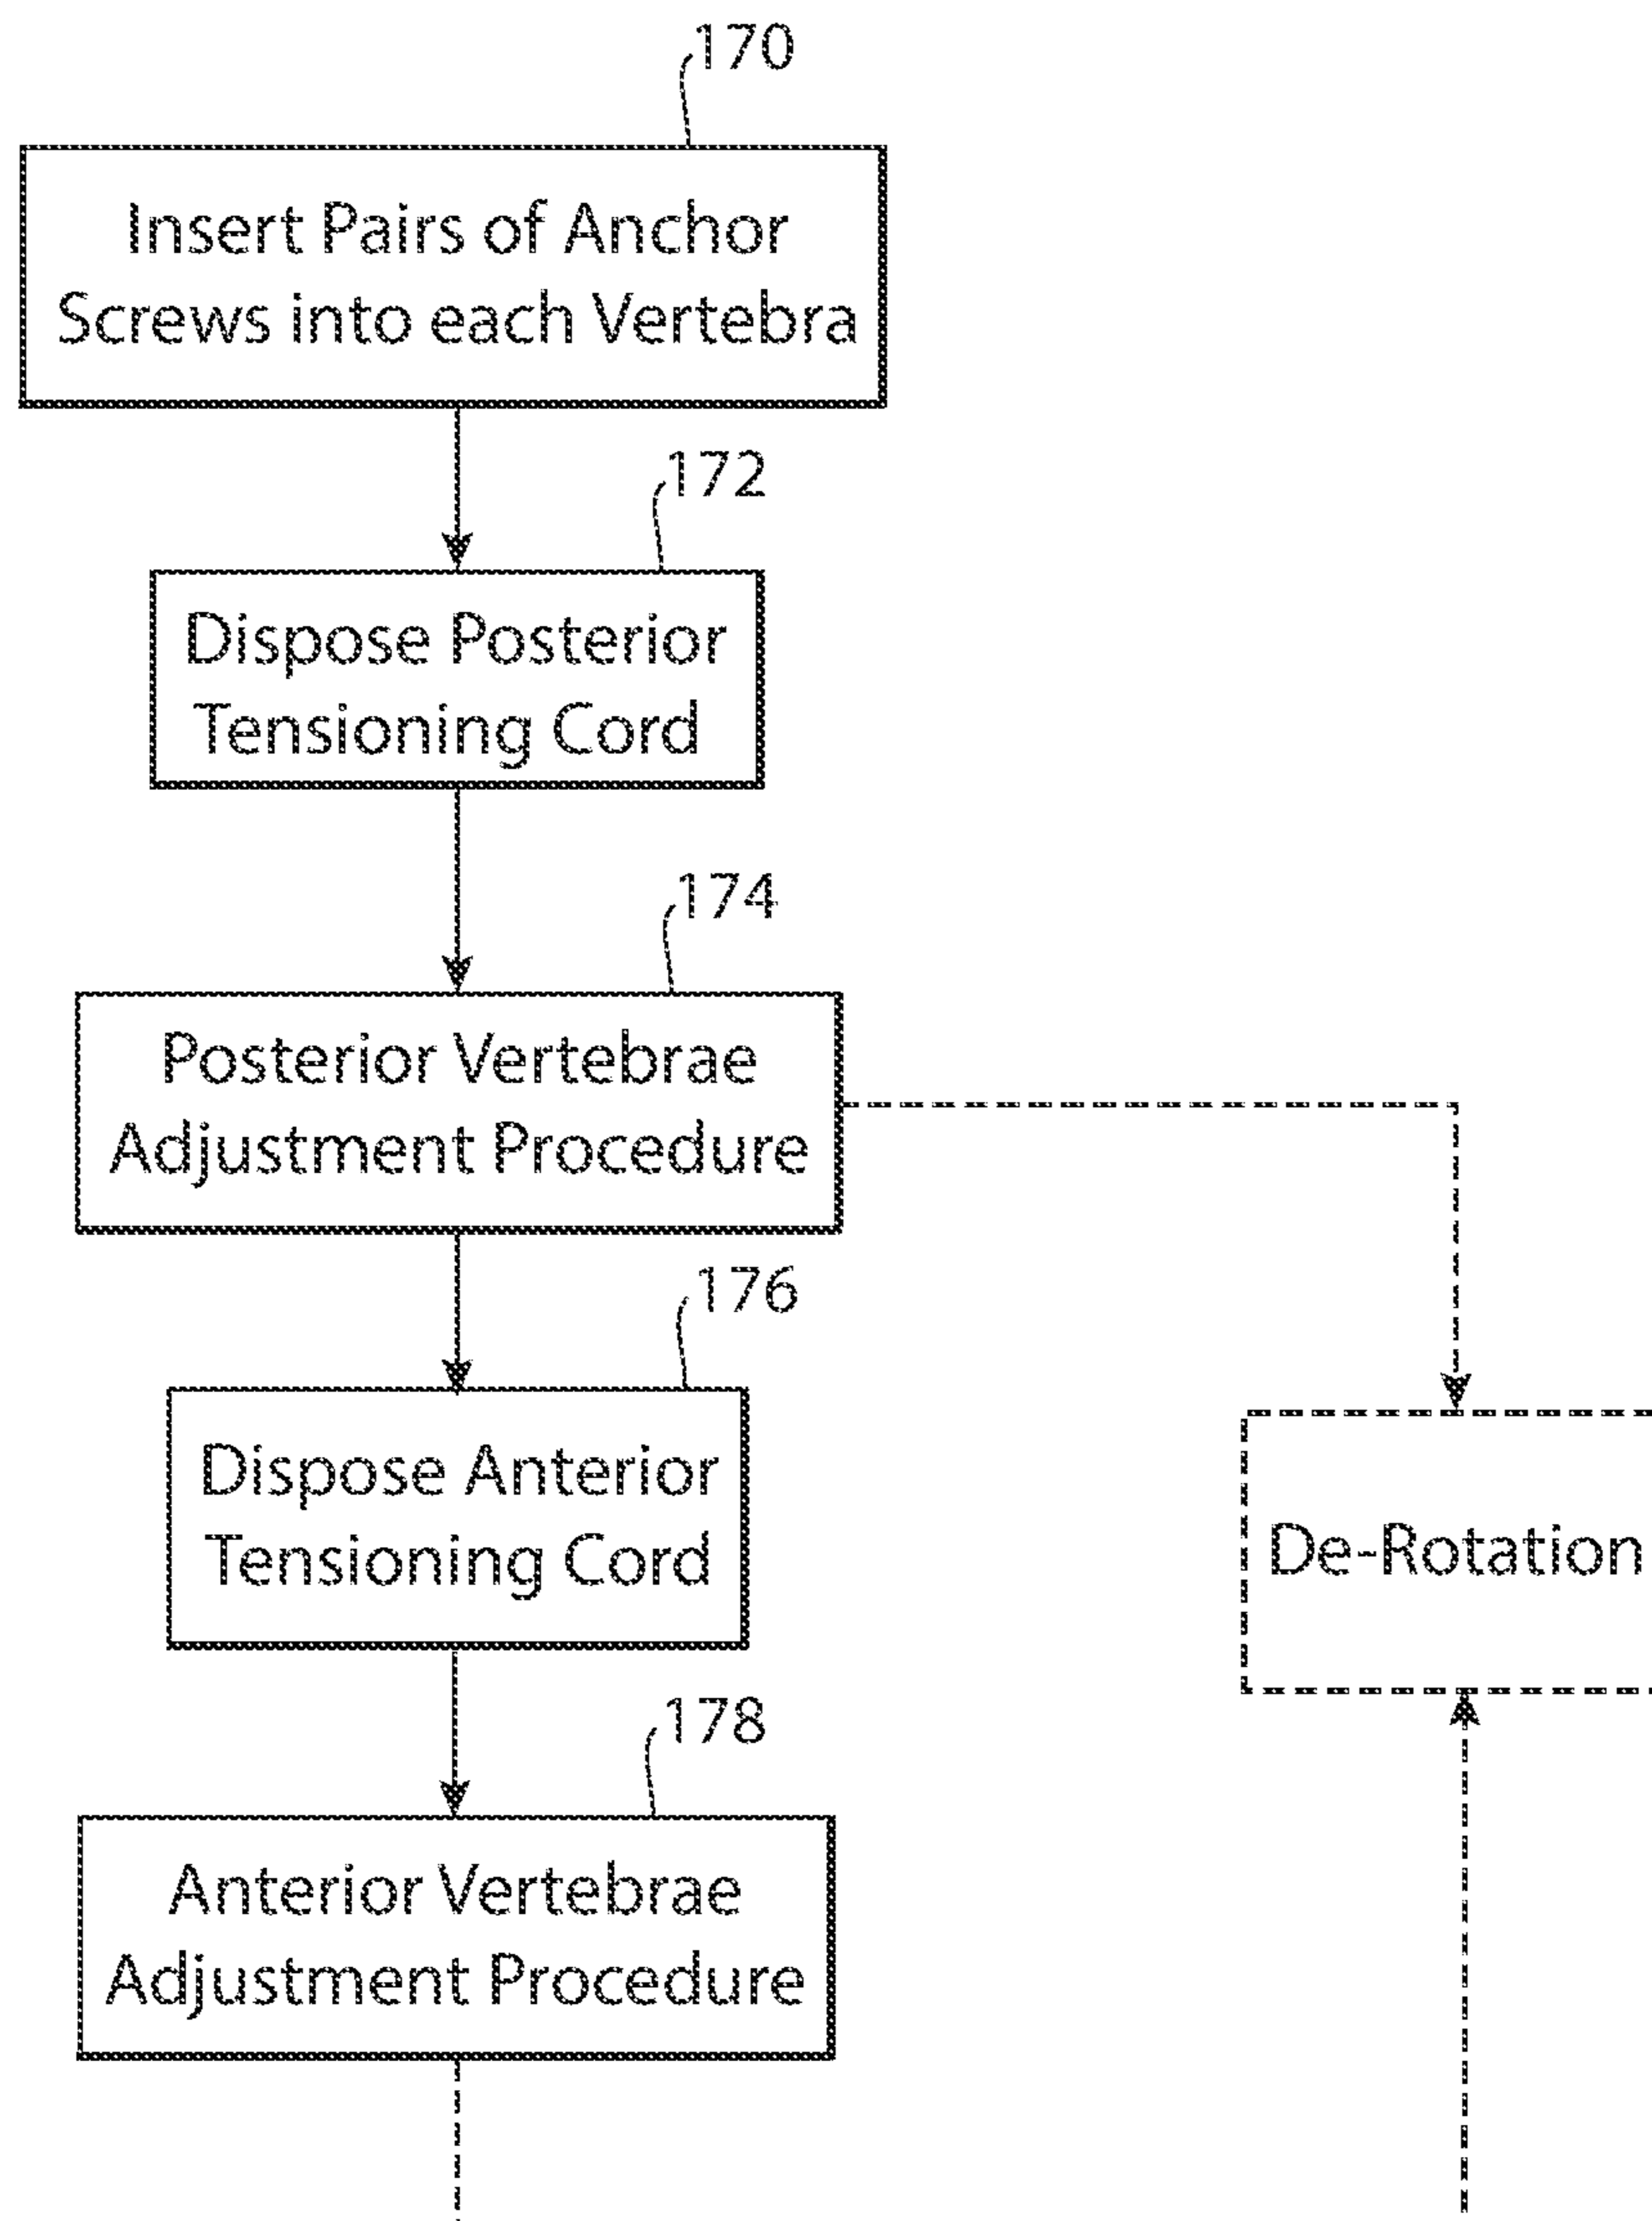 170
Insert Pairs of Anchor
Screws into each Vertebra
172
Dispose Posterior
Tensioning Cord
174
Posterior Vertebrae
Adjustment Procedure
176
Dispose Anterior
Tensioning Cord
De-Rotation
178
Anterior Vertebrae
Adjustment Procedure